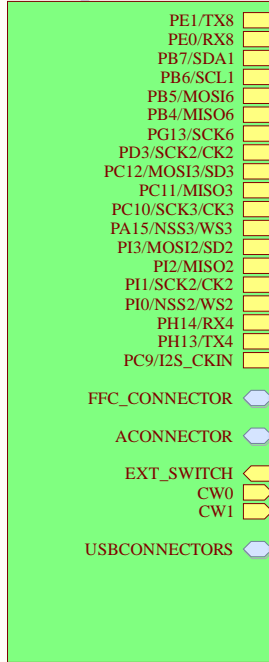 PE1/TX8
PE0/RX8
PB7/SDA1
PB6/SCL1
PB5/MOSI6
PB4/MISO6
PG13/SCK6
PD3/SCK2/CK2
PC12/MOSI3/SD3
PC11/MISO3
PC10/SCK3/CK3
PA15/NSS3/WS3
PI3/MOSI2/SD2
PI2/MISO2
PI1/SCK2/CK2
PI0/NSS2/WS2
PH14/RX4
PH13/TX4
PC9/I2S_CKIN
FFC_CONNECTOR
ACONNECTOR
EXT_SWITCH
CW0
CW1
USBCONNECTORS